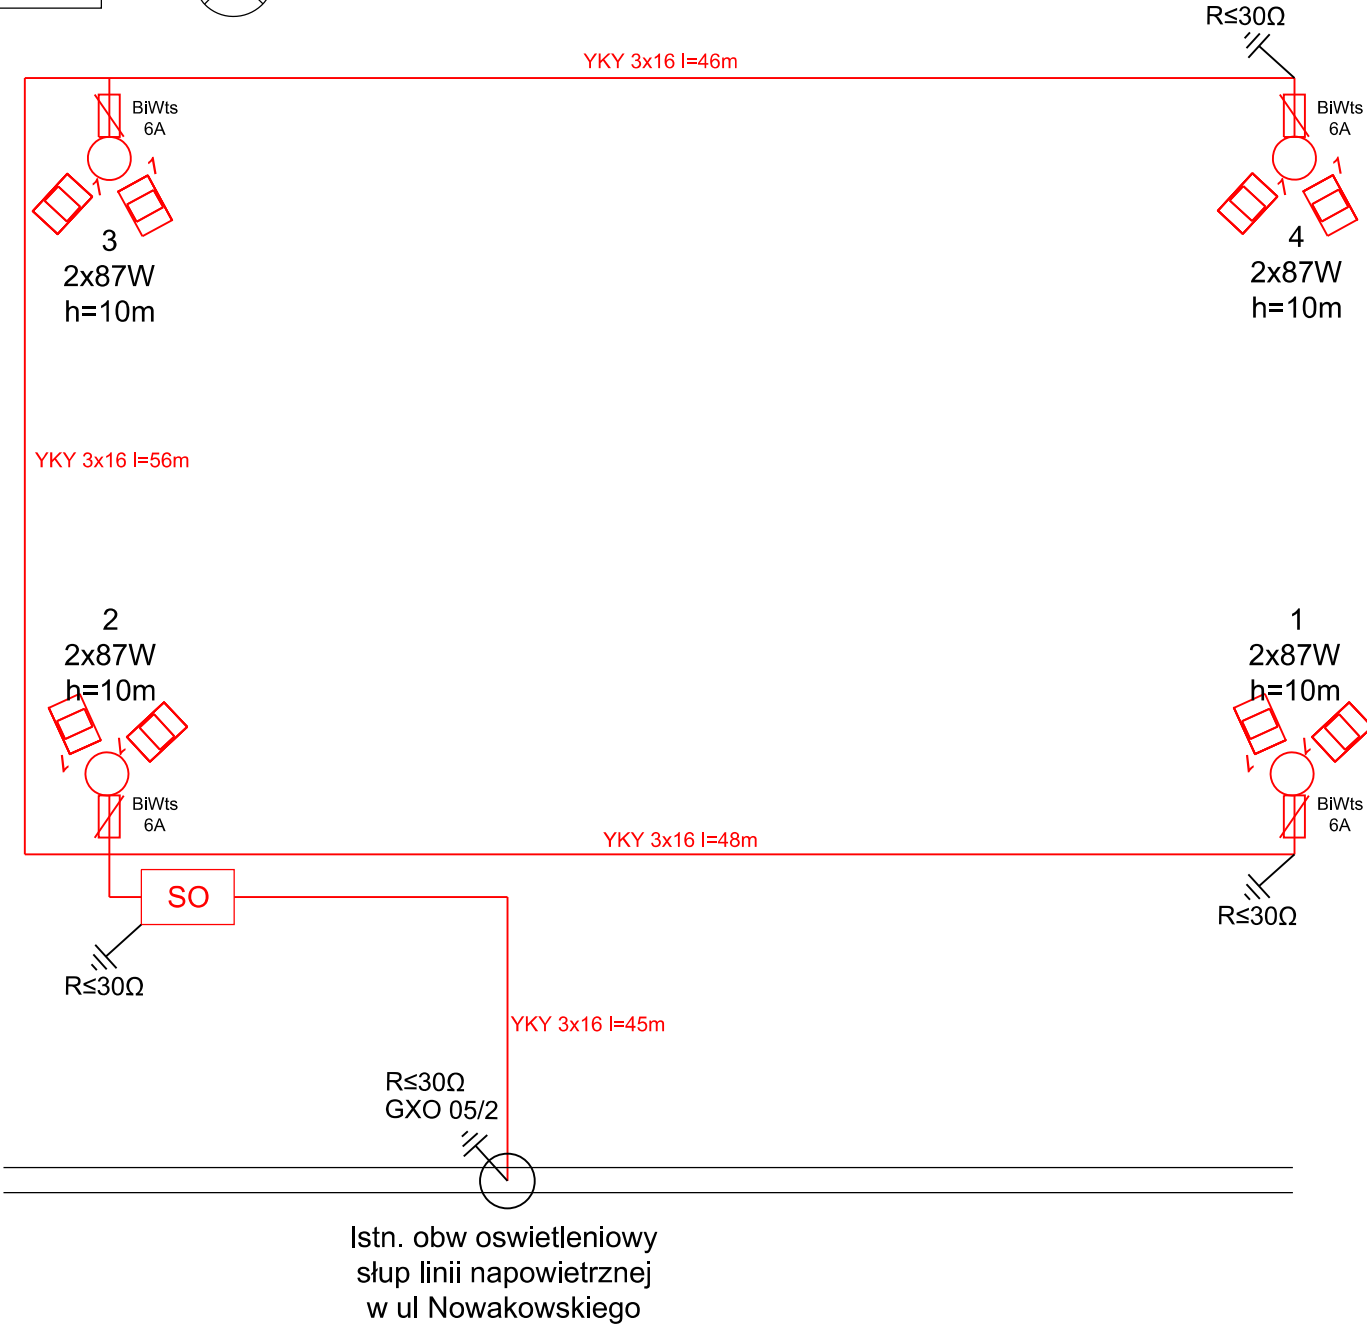 R≤30Ω
YKY 3x16 l=46m
BiWts
6A
BiWts
6A
3
2x87W
h=10m
4
2x87W
h=10m
YKY 3x16 l=56m
2
2x87W
h=10m
1
2x87W
h=10m
BiWts
6A
BiWts
6A
YKY 3x16 l=48m
SO
R≤30Ω
R≤30Ω
YKY 3x16 l=45m
R≤30Ω
GXO 05/2
Istn. obw oswietleniowy
słup linii napowietrznej
w ul Nowakowskiego